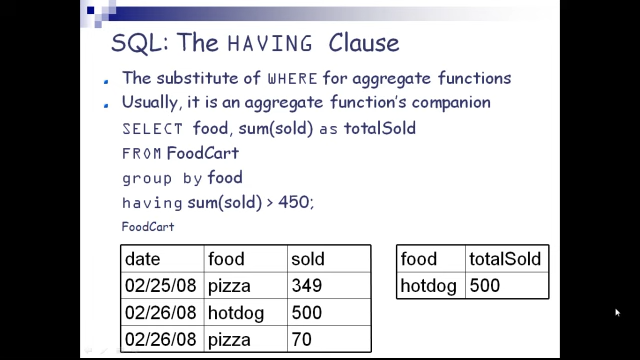 SQL: The HAVING Clause
The substitute of WHERE for aggregate functions
Usually, it is an aggregate function's companion
SELECT food, sum(sold) as totalSold
FROM FoodCart
group by food
having sum(sold) > 450;
FoodCart
date food sold
02/25/08 pizza 349
02/26/08 hotdog 500
02/26/08 pizza 70
food totalSold
hotdog 500